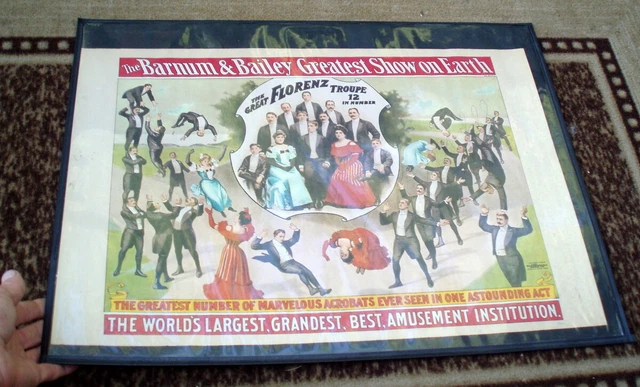 The Barnum & Bailey Greatest Show on Earth
THE GREAT FLORENZ TROUPE
12
IN NUMBER
THE GREATEST NUMBER OF MARVELOUS ACROBATS EVER SEEN IN ONE ASTOUNDING ACT
THE WORLD'S LARGEST, GRANDEST, BEST, AMUSEMENT INSTITUTION.